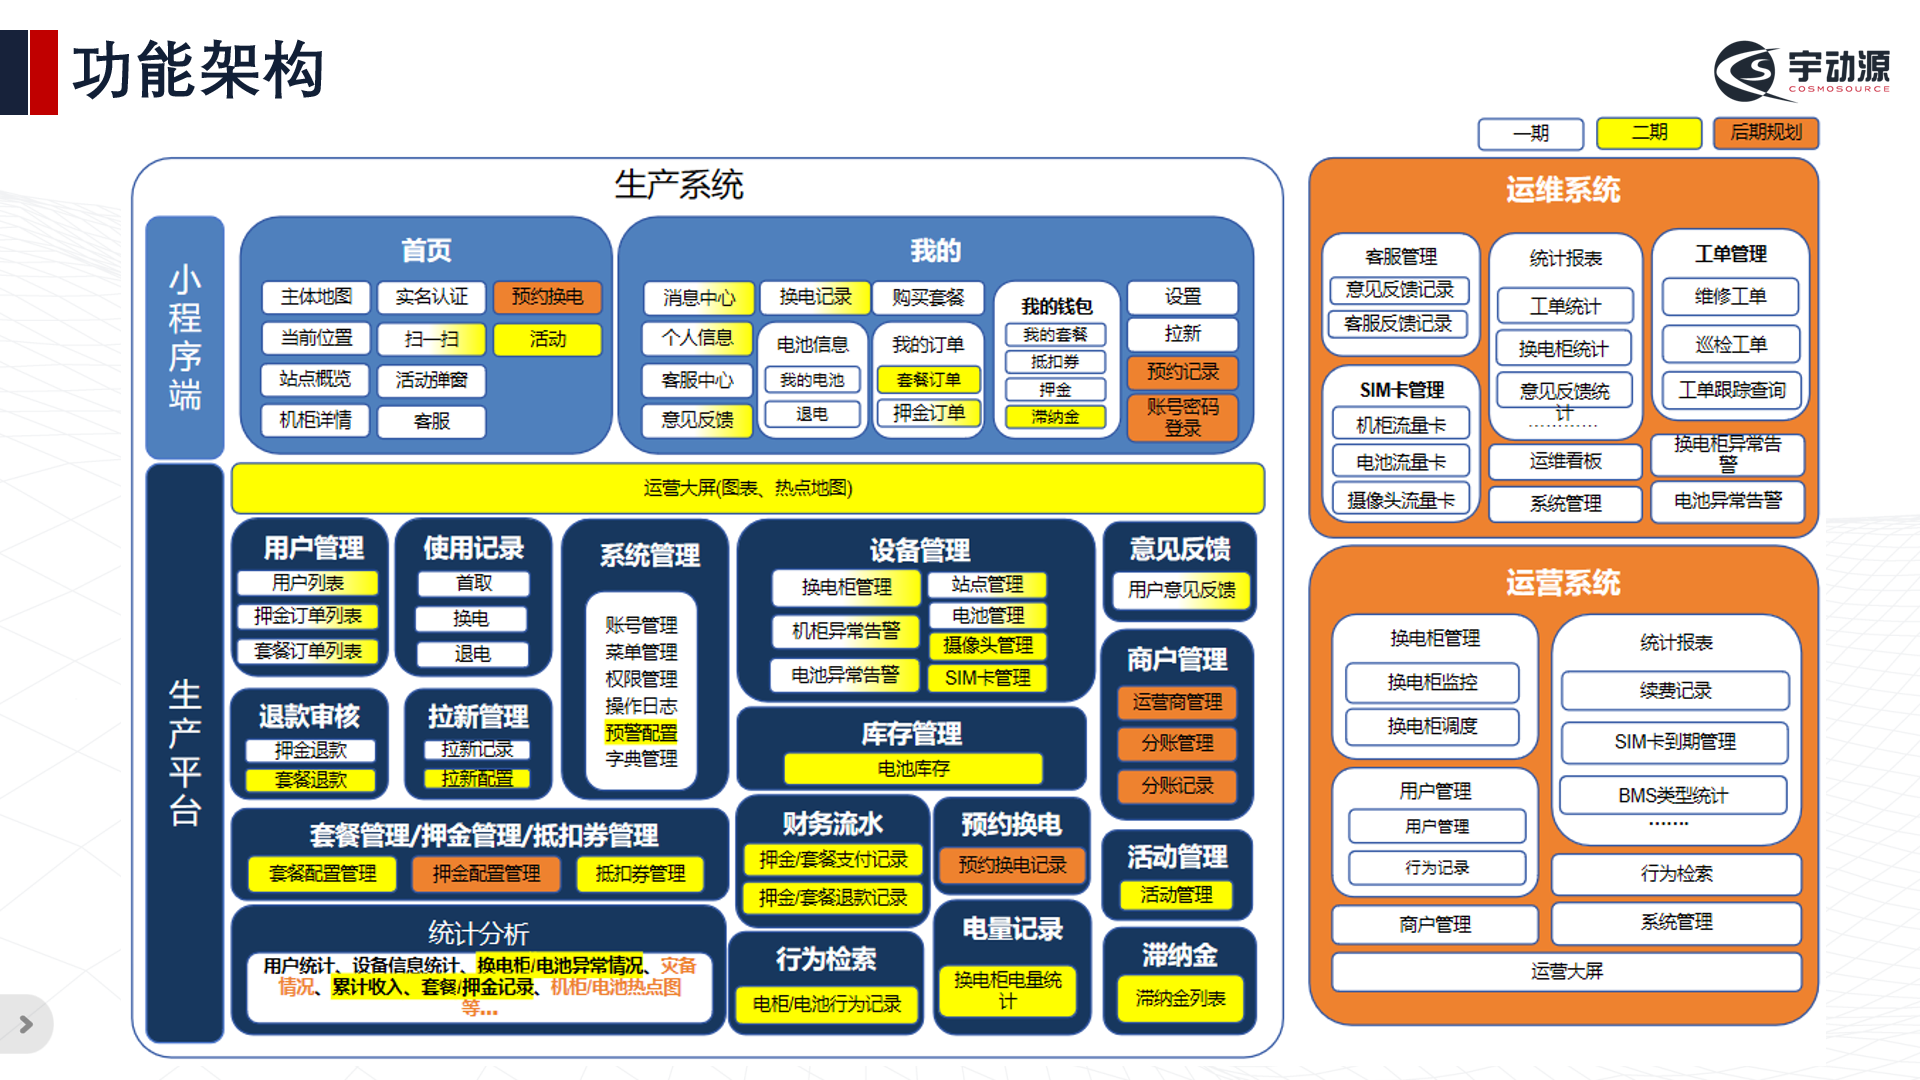 功能架构
宇动源
COSMOSOURCE
一期
二期
后期规划
生产系统
小程序端
首页
主体地图
实名认证
预约换电
当前位置
扫一扫
活动
站点概览
活动弹窗
机柜详情
客服
我的
消息中心
换电记录
购买套餐
个人信息
客服中心
意见反馈
电池信息
我的电池
退电
我的订单
套餐订单
押金订单
我的钱包
我的套餐
抵扣券
押金
滞纳金
设置
拉新
预约记录
账号密码
登录
生产平台
运营大屏(图表、热点地图)
用户管理
用户列表
押金订单列表
套餐订单列表
使用记录
首取
换电
退电
系统管理
账号管理
菜单管理
权限管理
操作日志
预警配置
字典管理
设备管理
换电柜管理
站点管理
电池管理
机柜异常告警
摄像头管理
电池异常告警
SIM卡管理
意见反馈
用户意见反馈
退款审核
押金退款
套餐退款
拉新管理
拉新记录
拉新配置
库存管理
电池库存
商户管理
运营商管理
分账管理
分账记录
套餐管理/押金管理/抵扣券管理
套餐配置管理
押金配置管理
抵扣券管理
财务流水
押金/套餐支付记录
押金/套餐退款记录
预约换电
预约换电记录
活动管理
活动管理
统计分析
用户统计、设备信息统计、换电柜/电池异常情况、灾备
情况、累计收入、套餐/押金记录、机柜/电池热点图
等...
行为检索
电柜/电池行为记录
电量记录
换电柜电量统
计
滞纳金
滞纳金列表
运维系统
客服管理
意见反馈记录
客服反馈记录
SIM卡管理
机柜流量卡
电池流量卡
摄像头流量卡
统计报表
工单统计
换电柜统计
意见反馈统
计
…………
运维看板
系统管理
工单管理
维修工单
巡检工单
工单跟踪查询
换电柜异常告
警
电池异常告警
运营系统
换电柜管理
换电柜监控
换电柜调度
用户管理
用户管理
行为记录
商户管理
统计报表
续费记录
SIM卡到期管理
BMS类型统计
·······
行为检索
系统管理
运营大屏